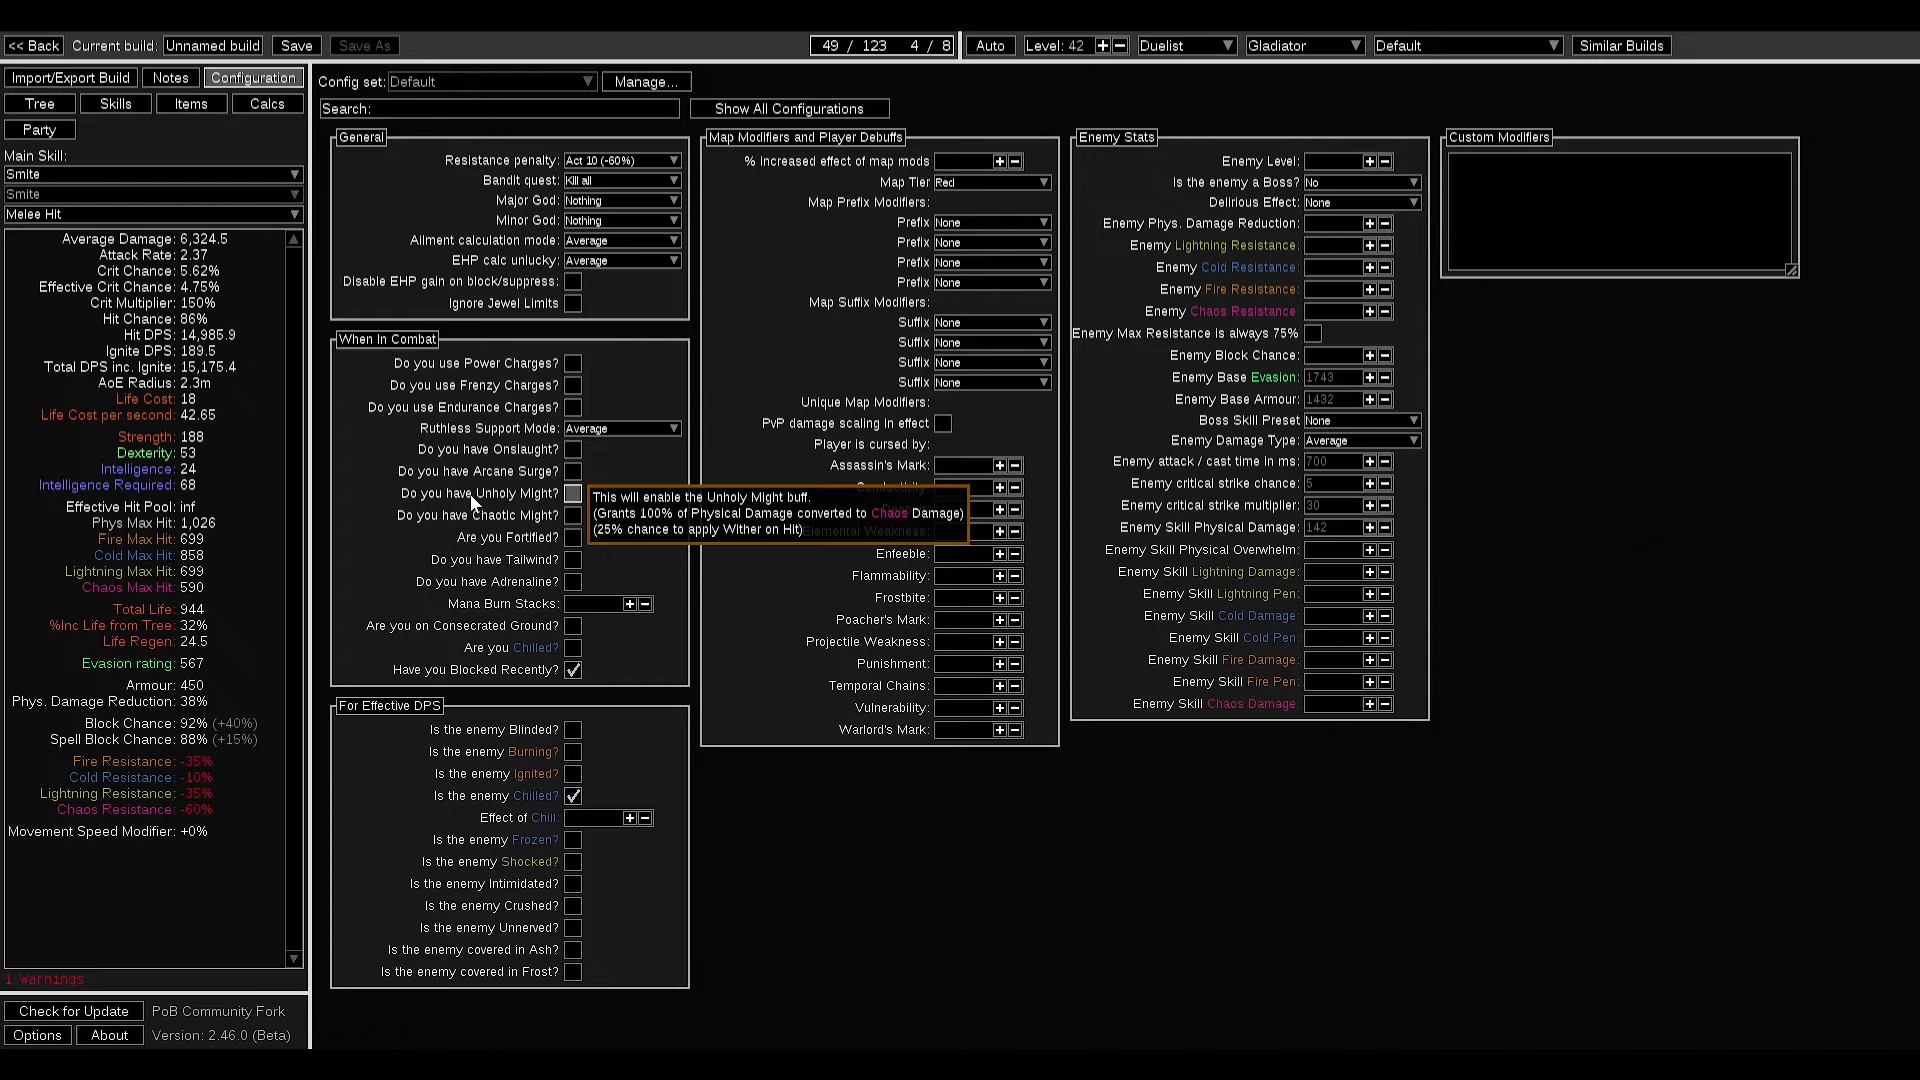 << Back Current build: Unnamed build Save Save As 49 / 123 4 / 8 Auto Level: 42 Duelist Gladiator Default Similar Builds
Import/Export Build Notes Configuration
Tree Skills Items Calcs
Party
Main Skill:
Smite
Smite
Melee Hit
Average Damage: 6,324.5
Attack Rate: 2.37
Crit Chance: 5.62%
Effective Crit Chance: 4.75%
Crit Multiplier: 150%
Hit Chance: 86%
Hit DPS: 14,985.9
Ignite DPS: 189.5
Total DPS inc. Ignite: 15,175.4
AoE Radius: 2.3m
Life Cost: 18
Life Cost per second: 42.65
Strength: 188
Dexterity: 53
Intelligence: 24
Intelligence Required: 68
Effective Hit Pool: inf
Phys Max Hit: 1,026
Fire Max Hit: 699
Cold Max Hit: 858
Lightning Max Hit: 699
Chaos Max Hit: 590
Total Life: 944
%Inc Life from Tree: 32%
Life Regen: 24.5
Evasion rating: 567
Armour: 450
Phys. Damage Reduction: 38%
Block Chance: 92% (+40%)
Spell Block Chance: 88% (+15%)
Fire Resistance: -35%
Cold Resistance: -10%
Lightning Resistance: -35%
Chaos Resistance: -60%
Movement Speed Modifier: +0%
1 Warnings
Check for Update PoB Community Fork
Options About Version: 2.46.0 (Beta)
Config set: Default Manage...
Search: Show All Configurations
General
Resistance penalty: Act 10 (-60%)
Bandit quest: Kill all
Major God: Nothing
Minor God: Nothing
Ailment calculation mode: Average
EHP calc unlucky: Average
Disable EHP gain on block/suppress:
Ignore Jewel Limits
When In Combat
Do you use Power Charges?
Do you use Frenzy Charges?
Do you use Endurance Charges?
Ruthless Support Mode: Average
Do you have Onslaught?
Do you have Arcane Surge?
Do you have Unholy Might?
Do you have Chaotic Might?
Are you Fortified?
Do you have Tailwind?
Do you have Adrenaline?
Mana Burn Stacks:
Are you on Consecrated Ground?
Are you Chilled?
Have you Blocked Recently?
This will enable the Unholy Might buff.
(Grants 100% of Physical Damage converted to Chaos Damage)
(25% chance to apply Wither on Hit)
For Effective DPS
Is the enemy Blinded?
Is the enemy Burning?
Is the enemy Ignited?
Is the enemy Chilled?
Effect of Chill:
Is the enemy Frozen?
Is the enemy Shocked?
Is the enemy Intimidated?
Is the enemy Crushed?
Is the enemy Unnerved?
Is the enemy covered in Ash?
Is the enemy covered in Frost?
Map Modifiers and Player Debuffs
% increased effect of map mods
Map Tier Red
Map Prefix Modifiers:
Prefix None
Prefix None
Prefix None
Prefix None
Map Suffix Modifiers:
Suffix None
Suffix None
Suffix None
Suffix None
Unique Map Modifiers:
PvP damage scaling in effect
Player is cursed by:
Assassin's Mark:
Conductivity:
Elemental Weakness:
Enfeeble:
Flammability:
Frostbite:
Poacher's Mark:
Projectile Weakness:
Punishment:
Temporal Chains:
Vulnerability:
Warlord's Mark:
Enemy Stats
Enemy Level:
Is the enemy a Boss? No
Delirious Effect: None
Enemy Phys. Damage Reduction:
Enemy Lightning Resistance:
Enemy Cold Resistance:
Enemy Fire Resistance:
Enemy Chaos Resistance:
Enemy Max Resistance is always 75%
Enemy Block Chance:
Enemy Base Evasion: 1743
Enemy Base Armour: 1432
Boss Skill Preset None
Enemy Damage Type: Average
Enemy attack / cast time in ms: 700
Enemy critical strike chance: 5
Enemy critical strike multiplier: 30
Enemy Skill Physical Damage: 142
Enemy Skill Physical Overwhelm:
Enemy Skill Lightning Damage:
Enemy Skill Lightning Pen:
Enemy Skill Cold Damage:
Enemy Skill Cold Pen:
Enemy Skill Fire Damage:
Enemy Skill Fire Pen:
Enemy Skill Chaos Damage:
Custom Modifiers